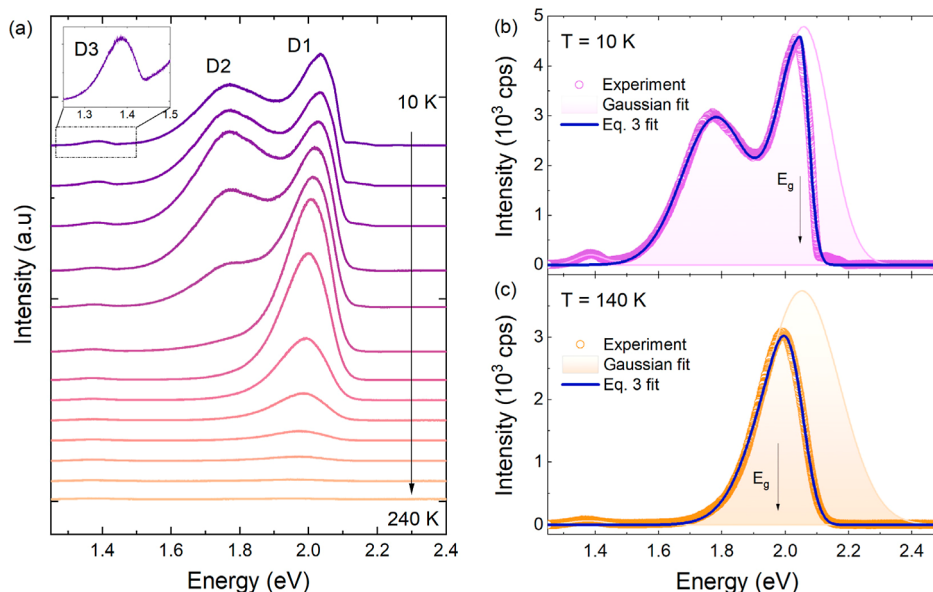 (a)
D3
1.3 1.4 1.5
D2
D1
10 K
240 K
Intensity (a.u)
1.4 1.6 1.8 2.0 2.2 2.4
Energy (eV)
(b)
T = 10 K
Experiment
Gaussian fit
Eq. 3 fit
Eg
5
4
3
2
1
0
Intensity (10³ cps)
(c)
T = 140 K
Experiment
Gaussian fit
Eq. 3 fit
Eg
3
2
1
0
Intensity (10³ cps)
1.4 1.6 1.8 2.0 2.2 2.4
Energy (eV)